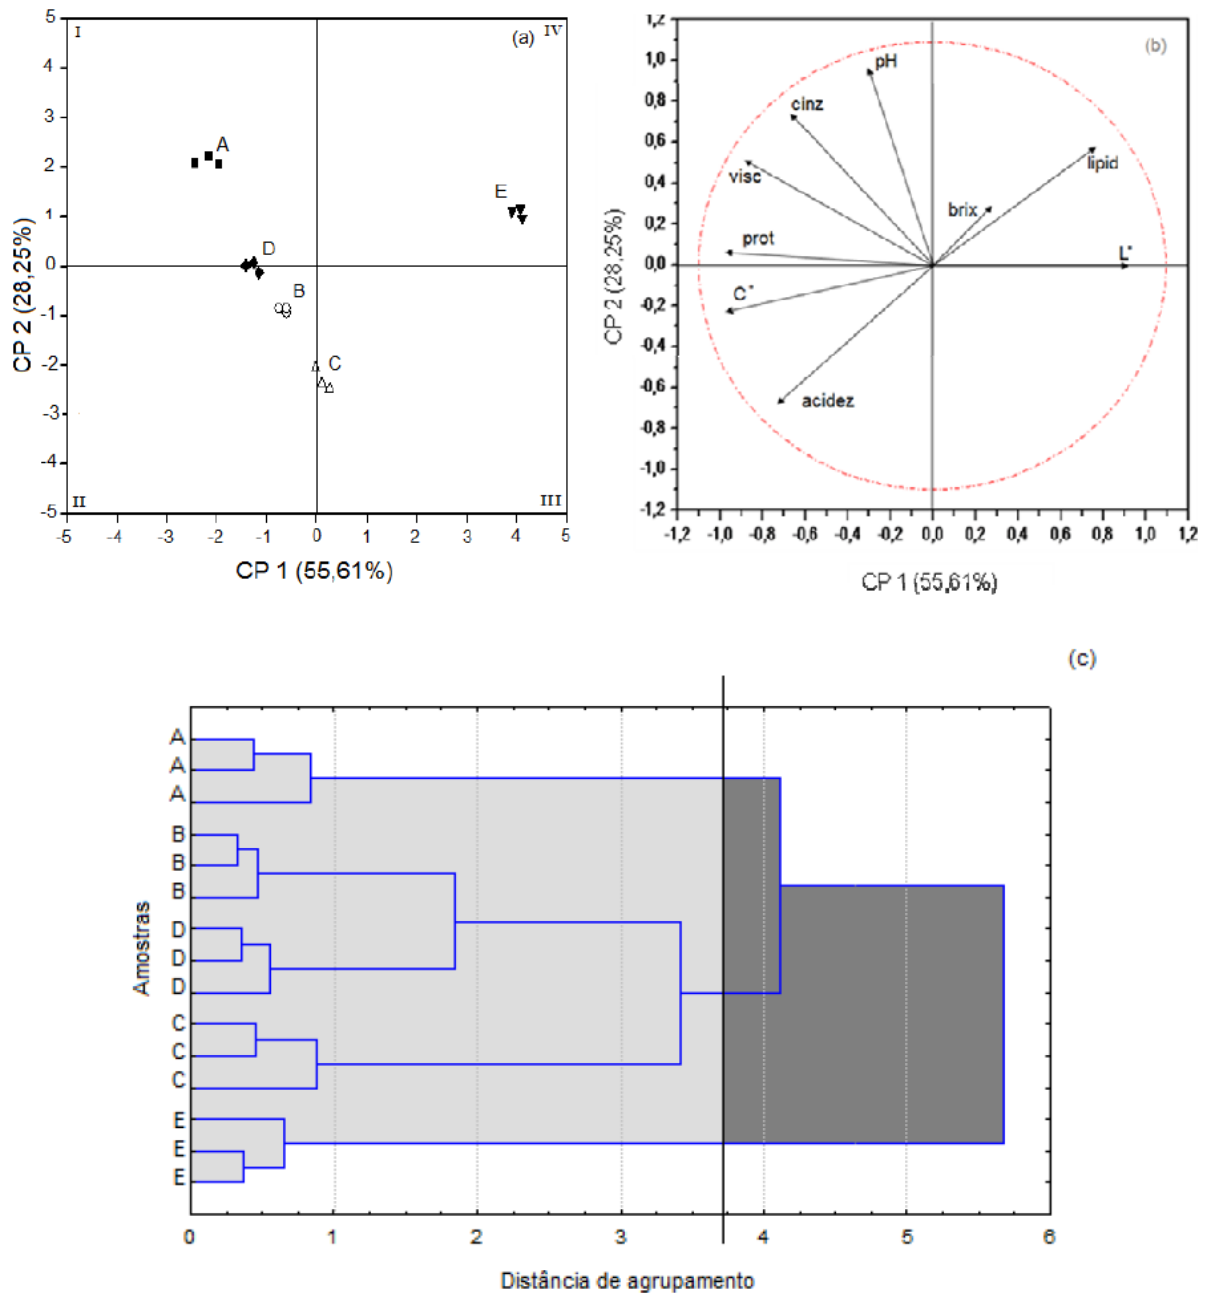 (a)
I
IV
5
4
3
2
1
0
-1
-2
-3
-4
-5
A
E
D
B
C
II
III
-5 -4 -3 -2 -1 0 1 2 3 4 5
CP 2 (28,25%)
CP 1 (55,61%)
(b)
1,2
1,0
0,8
0,6
0,4
0,2
0,0
-0,2
-0,4
-0,6
-0,8
-1,0
-1,2
pH
cinz
visc
lipid
brix
prot
L*
C*
acidez
-1,2 -1,0 -0,8 -0,6 -0,4 -0,2 0,0 0,2 0,4 0,6 0,8 1,0 1,2
CP 2 (28,25%)
CP 1 (55,61%)
(c)
A
A
A
B
B
B
D
D
D
C
C
C
E
E
E
Amostras
0 1 2 3 4 5 6
Distância de agrupamento